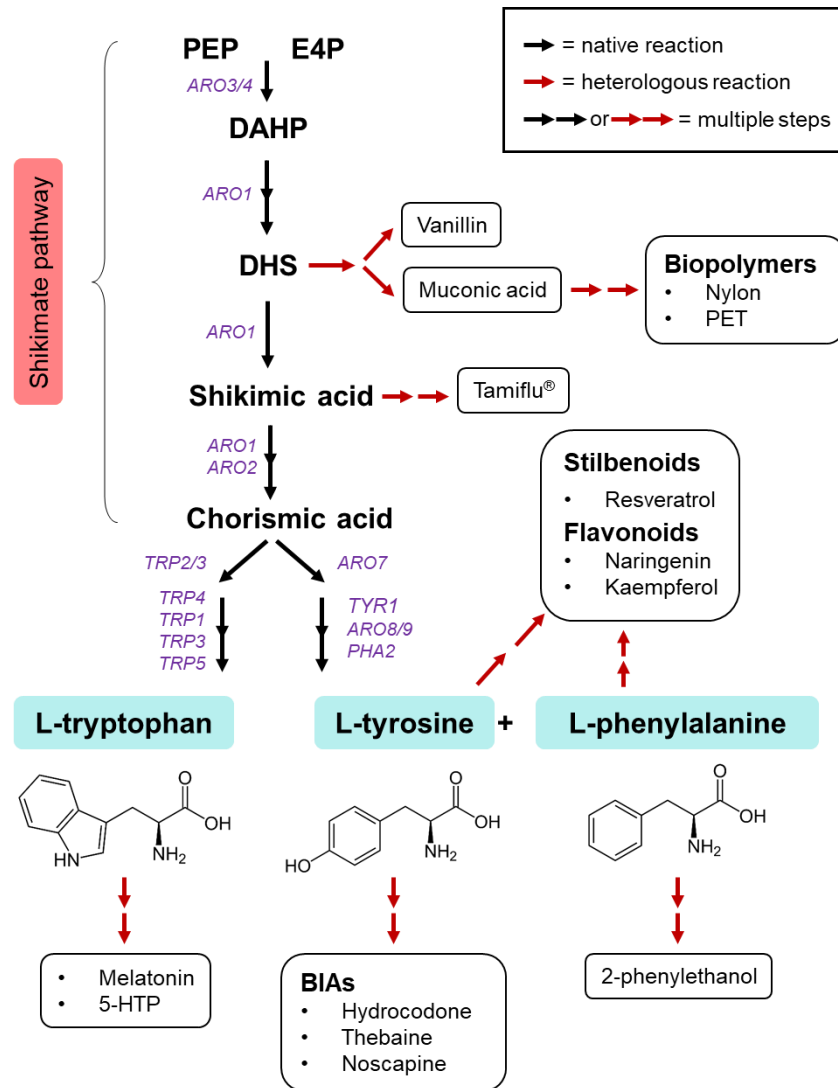 PEP E4P
= native reaction
= heterologous reaction
or = multiple steps
ARO3/4
DAHP
Shikimate pathway
ARO1
DHS
Vanillin
Muconic acid
Biopolymers
• Nylon
• PET
ARO1
Shikimic acid
Tamiflu®
ARO1
ARO2
Chorismic acid
Stilbenoids
• Resveratrol
Flavonoids
• Naringenin
• Kaempferol
TRP2/3
ARO7
TRP4
TRP1
TRP3
TRP5
TYR1
ARO8/9
PHA2
L-tryptophan
L-tyrosine + L-phenylalanine
O
OH
NH2
HN
O
OH
NH2
HO
O
OH
NH2
• Melatonin
• 5-HTP
BIAs
• Hydrocodone
• Thebaine
• Noscapine
2-phenylethanol